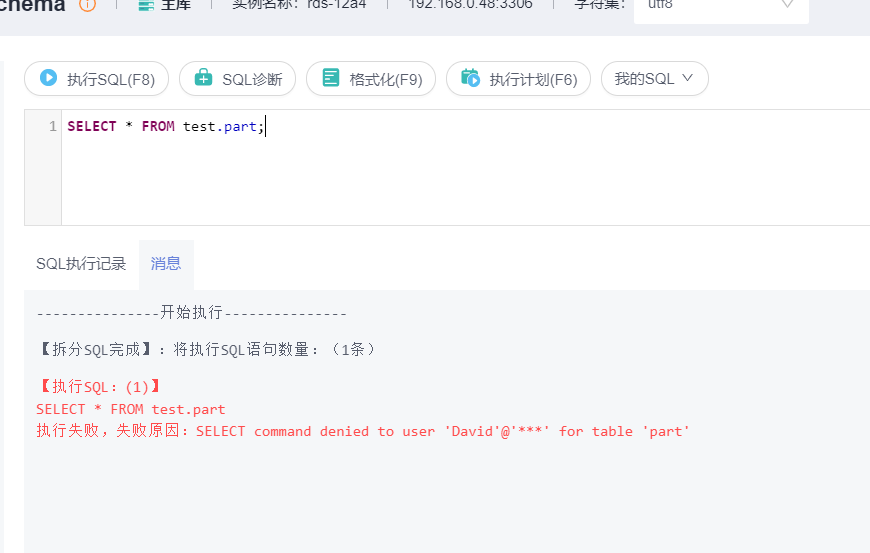 chema 主库 实例名称：rds-12a4 192.168.0.48:3306 字符集： utf8
执行SQL(F8) SQL诊断 格式化(F9) 执行计划(F6) 我的SQL
1 SELECT * FROM test.part;
SQL执行记录 消息
---------------开始执行---------------
【拆分SQL完成】：将执行SQL语句数量：（1条）
【执行SQL：(1)】
SELECT * FROM test.part
执行失败，失败原因：SELECT command denied to user 'David'@'***' for table 'part'